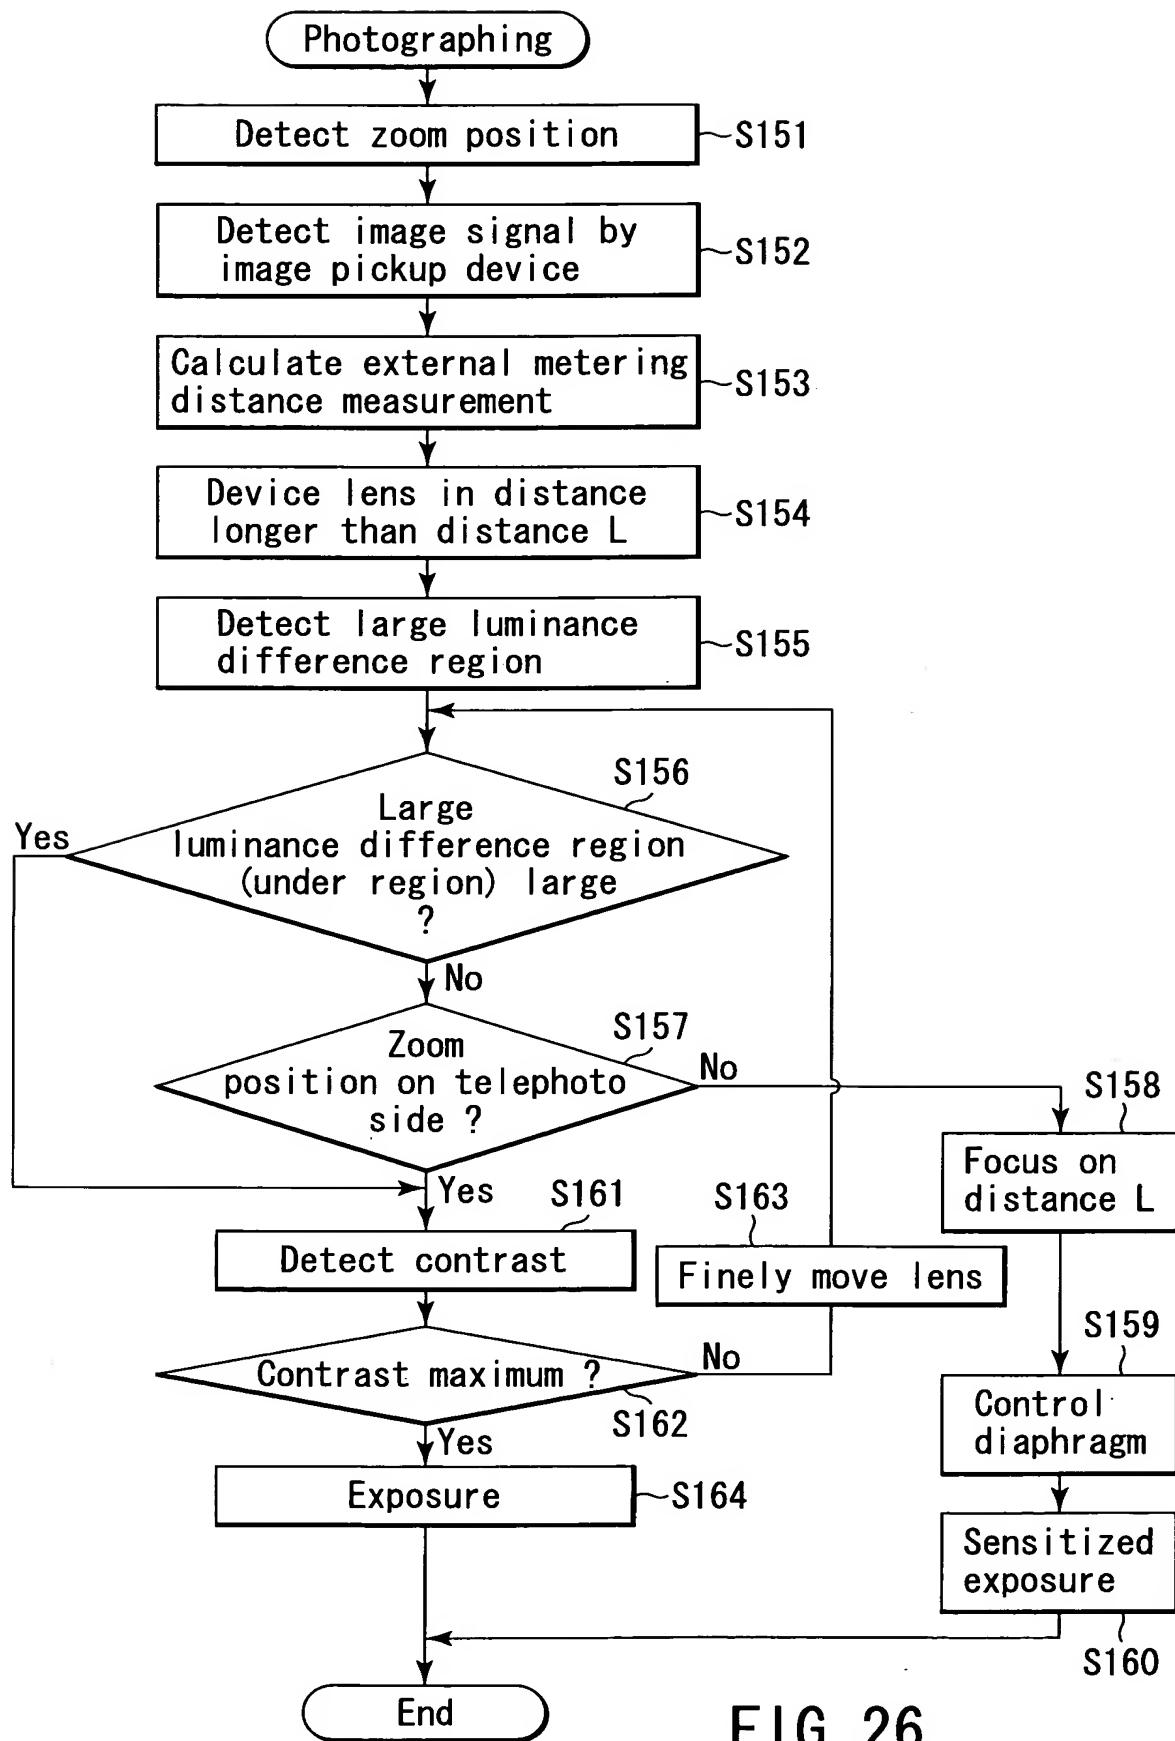 Photographing
Detect zoom position
S151
Detect image signal by
image pickup device
S152
Calculate external metering
distance measurement
S153
Device lens in distance
longer than distance L
S154
Detect large luminance
difference region
S155
S156
Large
luminance difference region
(under region) large
?
Yes
No
S157
Zoom
position on telephoto
side ?
No
Yes
S158
Focus on
distance L
S161
Detect contrast
S163
Finely move lens
S159
Control
diaphragm
Contrast maximum ?
No
S162
Yes
Exposure
S164
Sensitized
exposure
S160
End
FIG. 26